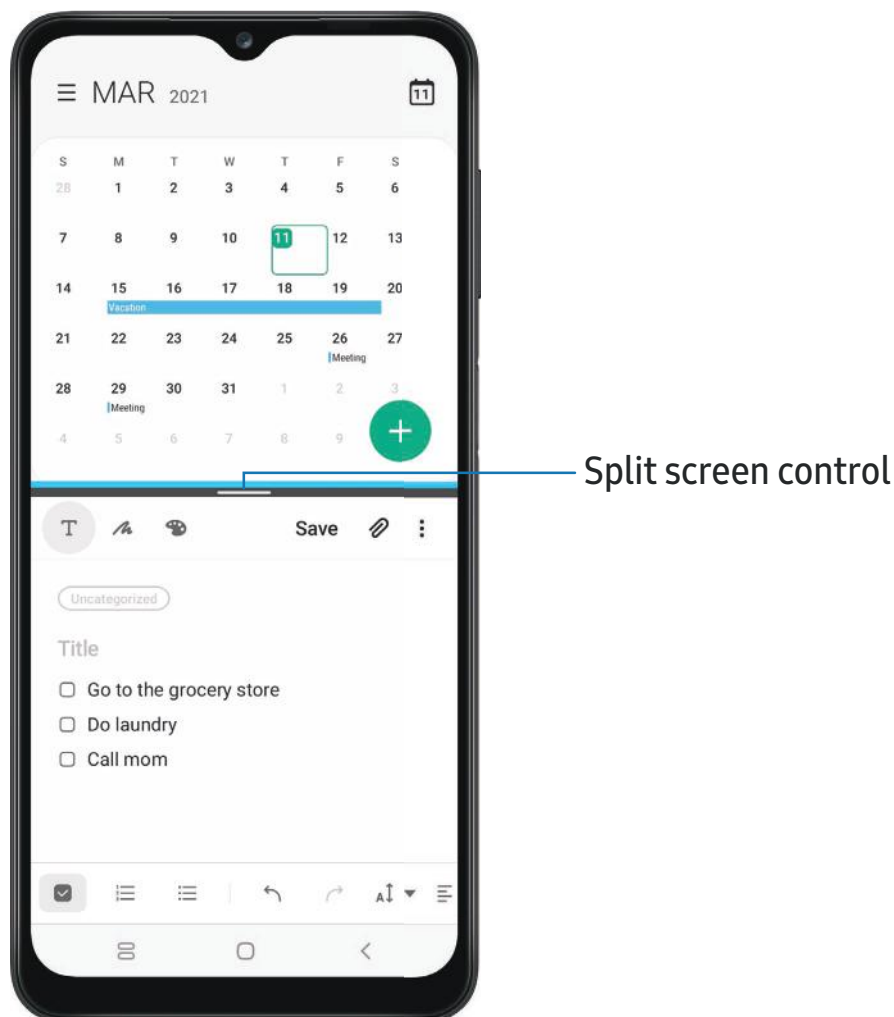 MAR 2021 11
S M T W T F S
28 1 2 3 4 5 6
7 8 9 10 11 12 13
14 15 16 17 18 19 20
Vacation
21 22 23 24 25 26 27
Meeting
28 29 30 31 1 2 3
Meeting
4 5 6 7 8 9
Split screen control
T Save
Uncategorized
Title
Go to the grocery store
Do laundry
Call mom
A